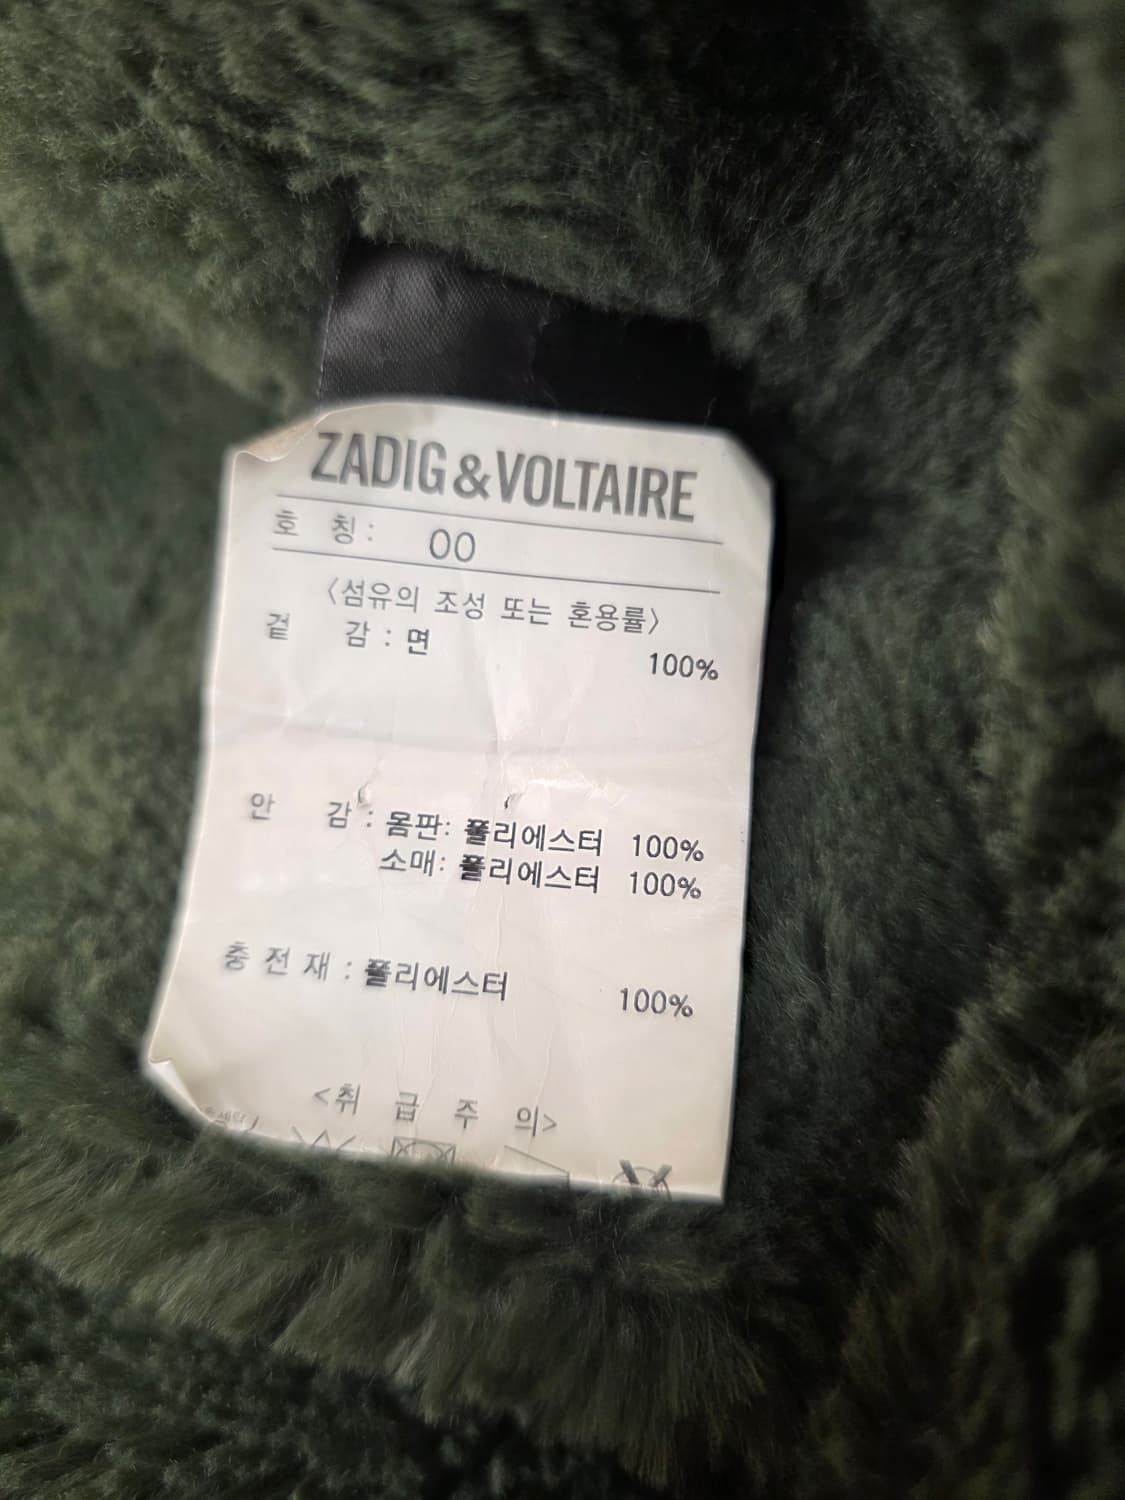 ZADIG&VOLTAIRE
호 칭 : 00
<섬유의 조성 또는 혼용률>
겉 감 : 면 100%
안 감 : 몸판: 폴리에스터 100%
소매: 폴리에스터 100%
충 전 재 : 폴리에스터 100%
<취 급 주 의>